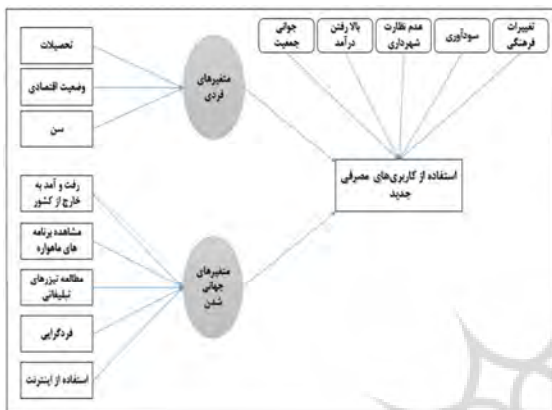 تغییرات
فرهنگی
سودآوری
عدم نظارت
شهرداری
بالا رفتن
درآمد
جوانی
جمعیت
تحصیلات
وضعیت اقتصادی
سن
متغیرهای
فردی
استفاده از کاربری‌های مصرفی
جدید
رفت و آمد به
خارج از کشور
مشاهده برنامه
های ماهواره
مطالعه تیزرهای
تبلیغاتی
فردگرایی
استفاده از اینترنت
متغیرهای
جهانی
شدن